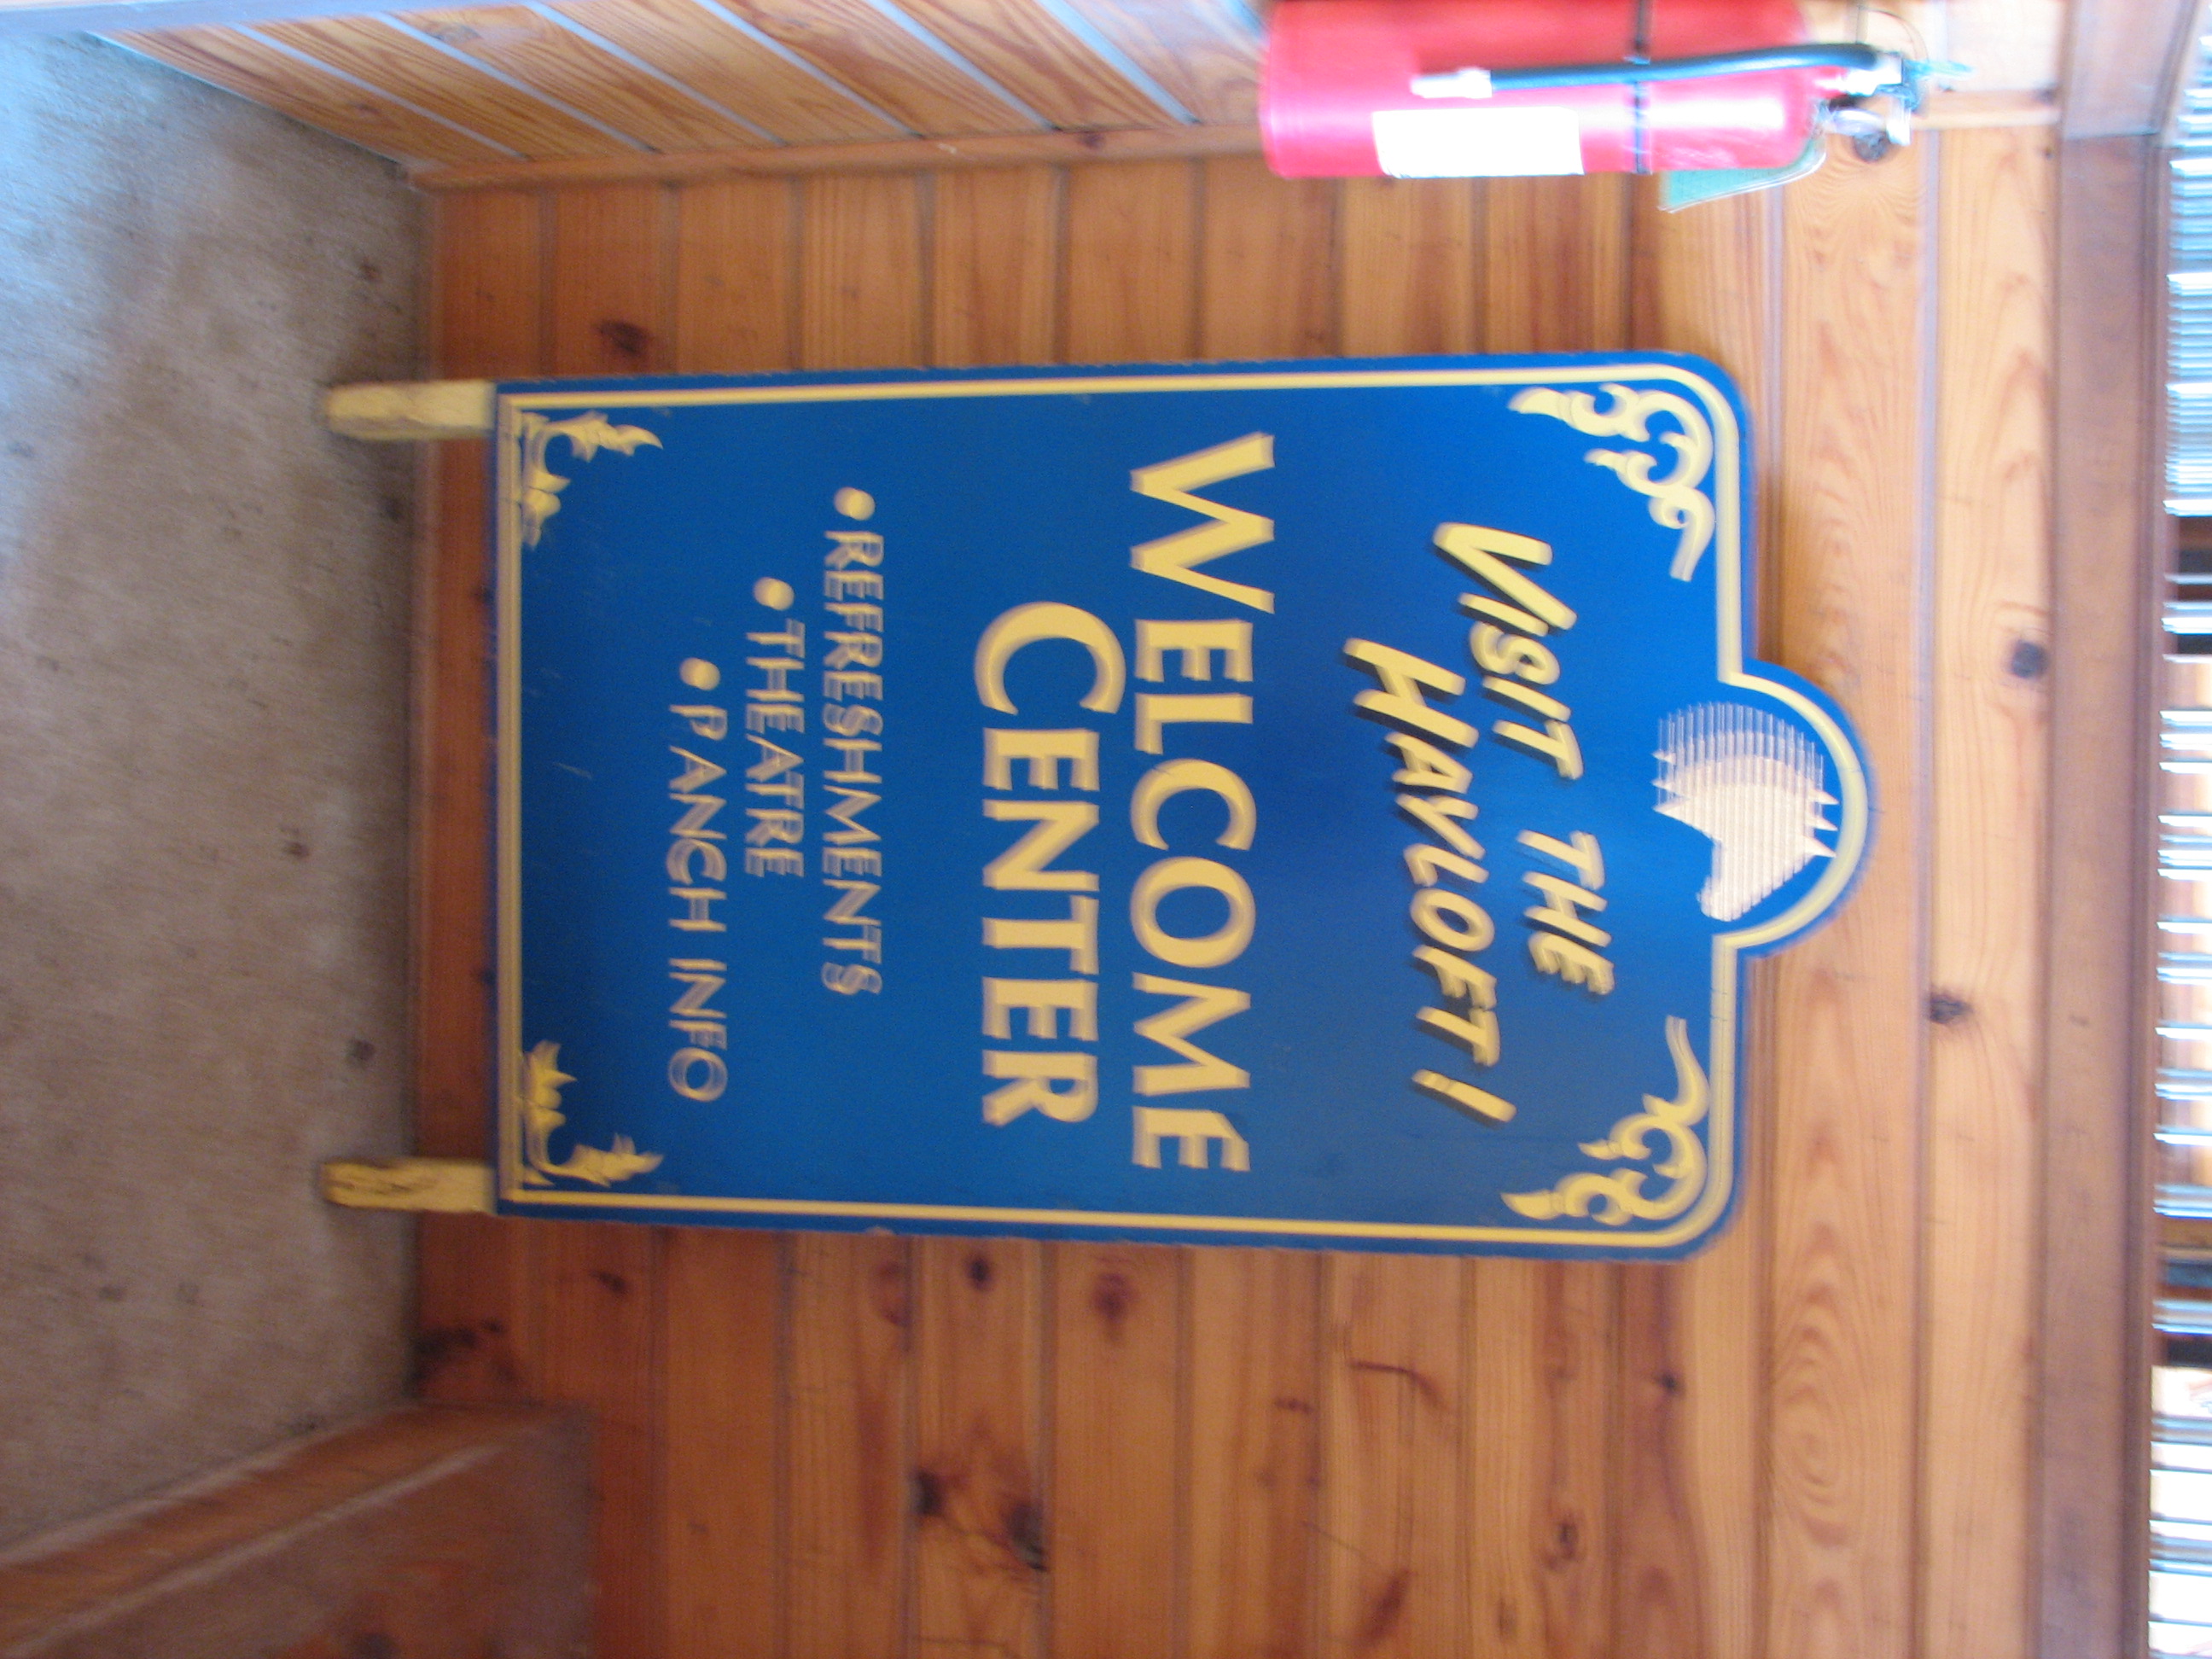 VISIT THE
HAYLOFT!
WELCOME
CENTER
• REFRESHMENTS
• THEATRE
• RANCH INFO